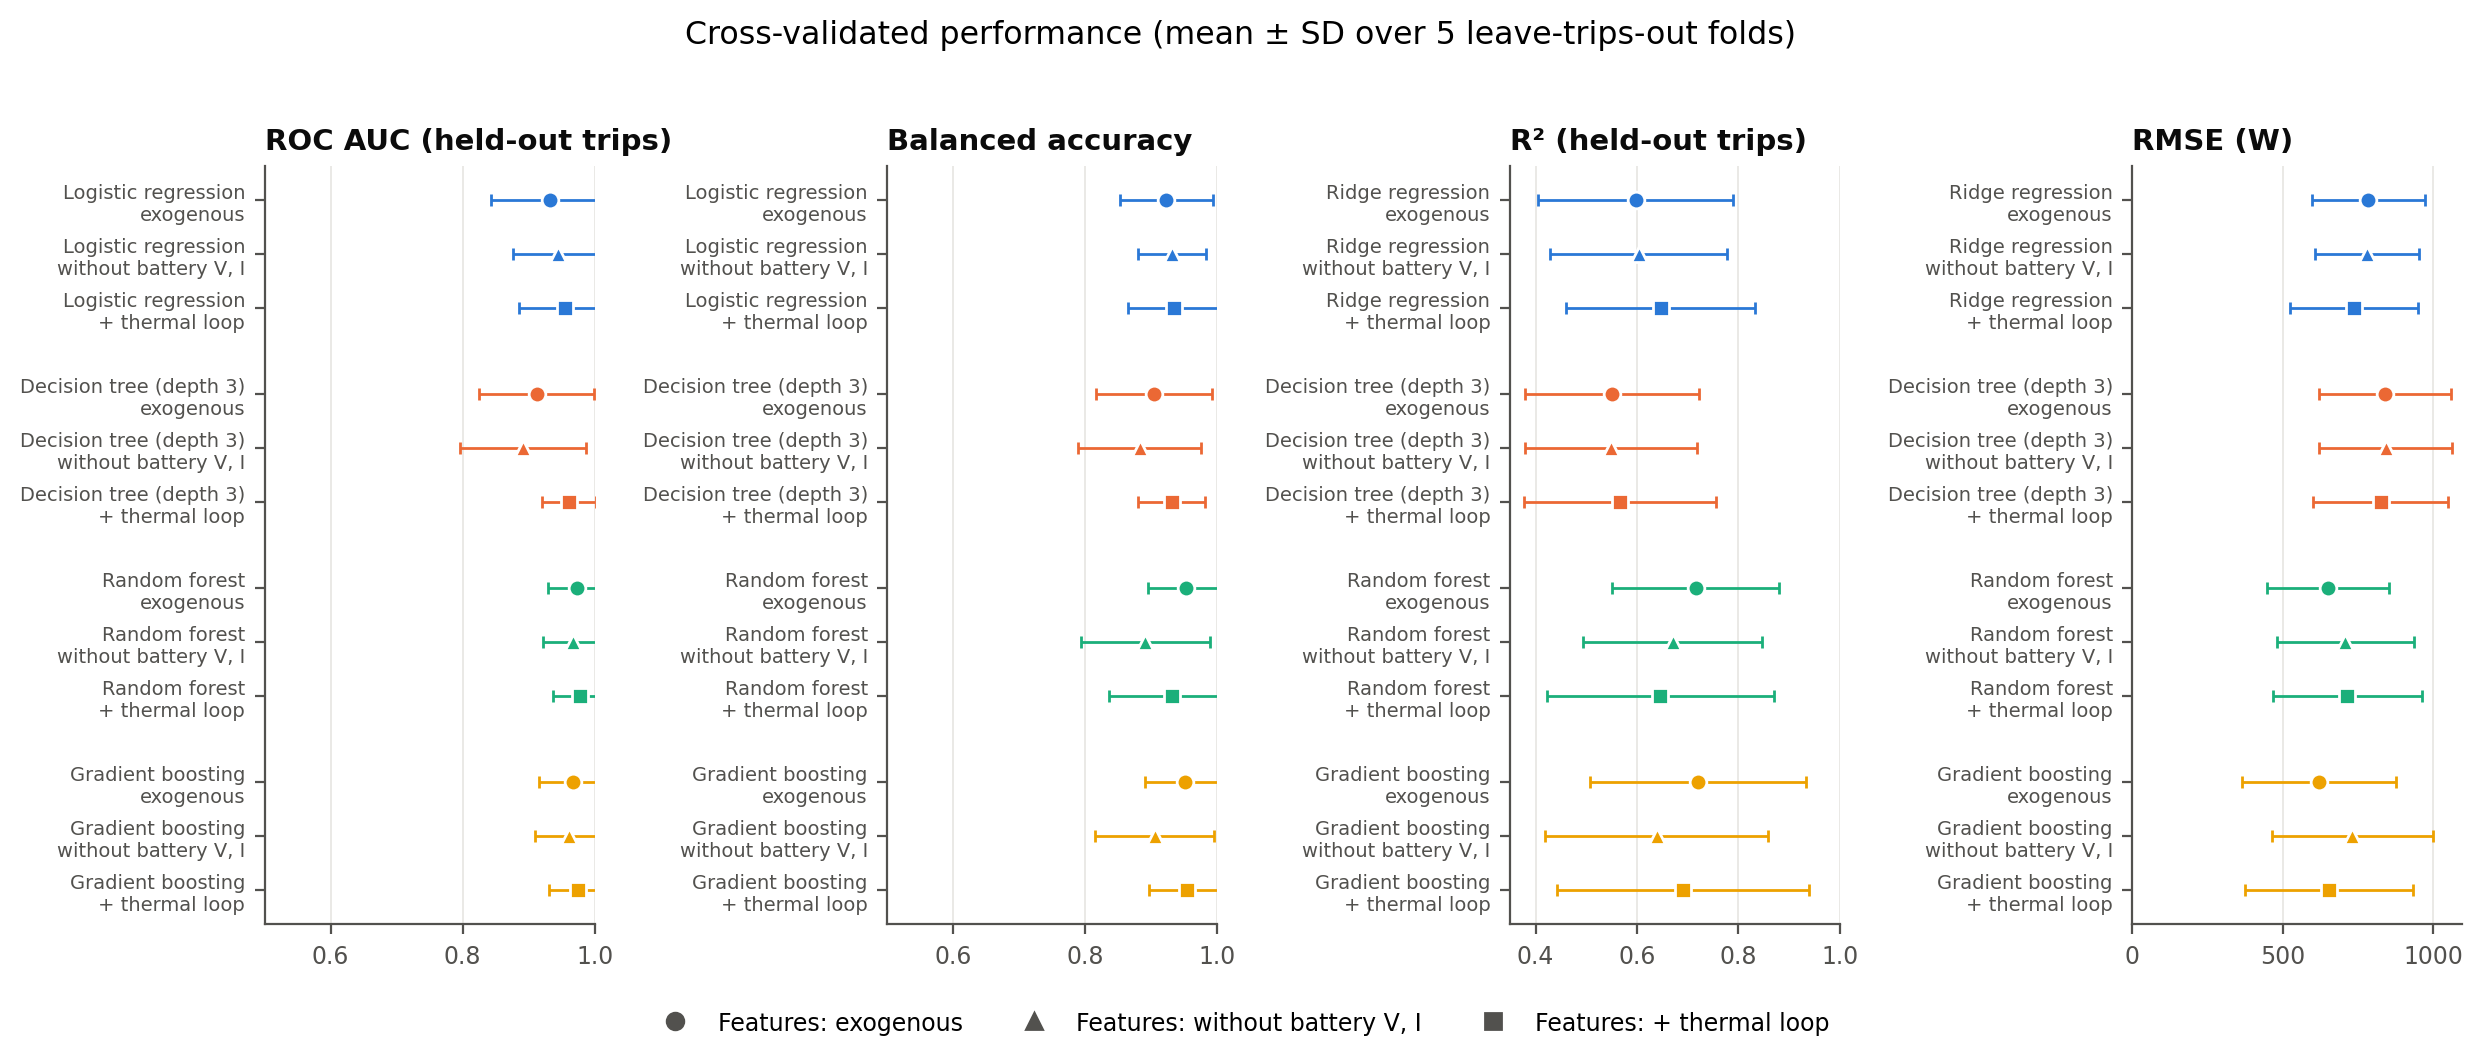 Cross-validated performance (mean ± SD over 5 leave-trips-out folds)
ROC AUC (held-out trips)
Logistic regression
exogenous
Logistic regression
without battery V, I
Logistic regression
+ thermal loop
Decision tree (depth 3)
exogenous
Decision tree (depth 3)
without battery V, I
Decision tree (depth 3)
+ thermal loop
Random forest
exogenous
Random forest
without battery V, I
Random forest
+ thermal loop
Gradient boosting
exogenous
Gradient boosting
without battery V, I
Gradient boosting
+ thermal loop
0.6 0.8 1.0
Balanced accuracy
Logistic regression
exogenous
Logistic regression
without battery V, I
Logistic regression
+ thermal loop
Decision tree (depth 3)
exogenous
Decision tree (depth 3)
without battery V, I
Decision tree (depth 3)
+ thermal loop
Random forest
exogenous
Random forest
without battery V, I
Random forest
+ thermal loop
Gradient boosting
exogenous
Gradient boosting
without battery V, I
Gradient boosting
+ thermal loop
0.6 0.8 1.0
R² (held-out trips)
Ridge regression
exogenous
Ridge regression
without battery V, I
Ridge regression
+ thermal loop
Decision tree (depth 3)
exogenous
Decision tree (depth 3)
without battery V, I
Decision tree (depth 3)
+ thermal loop
Random forest
exogenous
Random forest
without battery V, I
Random forest
+ thermal loop
Gradient boosting
exogenous
Gradient boosting
without battery V, I
Gradient boosting
+ thermal loop
0.4 0.6 0.8 1.0
RMSE (W)
Ridge regression
exogenous
Ridge regression
without battery V, I
Ridge regression
+ thermal loop
Decision tree (depth 3)
exogenous
Decision tree (depth 3)
without battery V, I
Decision tree (depth 3)
+ thermal loop
Random forest
exogenous
Random forest
without battery V, I
Random forest
+ thermal loop
Gradient boosting
exogenous
Gradient boosting
without battery V, I
Gradient boosting
+ thermal loop
0 500 1000
Features: exogenous
Features: without battery V, I
Features: + thermal loop